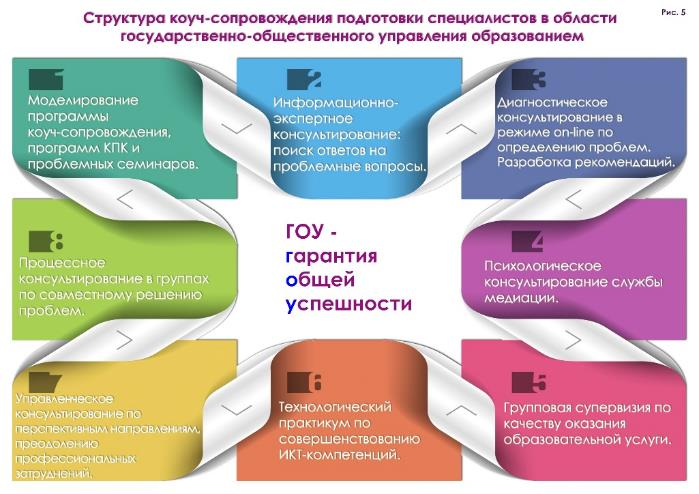 Рис. 5
Структура коуч-сопровождения подготовки специалистов в области
государственно-общественного управления образованием
1
Моделирование
программы
коуч-сопровождения,
программ КПК и
проблемных семинаров.
2
Информационно-
экспертное
консультирование:
поиск ответов на
проблемные вопросы.
3
Диагностическое
консультирование в
режиме on-line по
определению проблем.
Разработка рекомендаций.
8
Процессное
консультирование в группах
по совместному решению
проблем.
ГОУ -
гарантия
общей
успешности
4
Психологическое
консультирование службы
медиации.
7
Управленческое
консультирование по
перспективным направлениям,
преодолению
профессиональных
затруднений.
6
Технологический
практикум по
совершенствованию
ИКТ-компетенций.
5
Групповая супервизия по
качеству оказания
образовательной услуги.